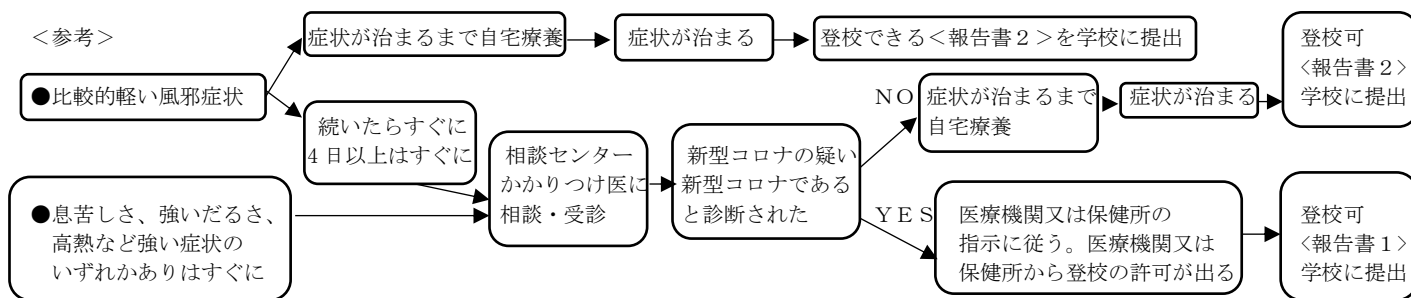 ＜参考＞
●比較的軽い風邪症状
症状が治まるまで自宅療養
症状が治まる
登校できる＜報告書２＞を学校に提出
続いたらすぐに
４日以上はすぐに
●息苦しさ、強いだるさ、
高熱など強い症状の
いずれかありはすぐに
相談センター
かかりつけ医に
相談・受診
新型コロナの疑い
新型コロナである
と診断された
ＮＯ
症状が治まるまで
自宅療養
症状が治まる
登校可
＜報告書２＞
学校に提出
ＹＥＳ
医療機関又は保健所の
指示に従う。医療機関又は
保健所から登校の許可が出る
登校可
＜報告書１＞
学校に提出